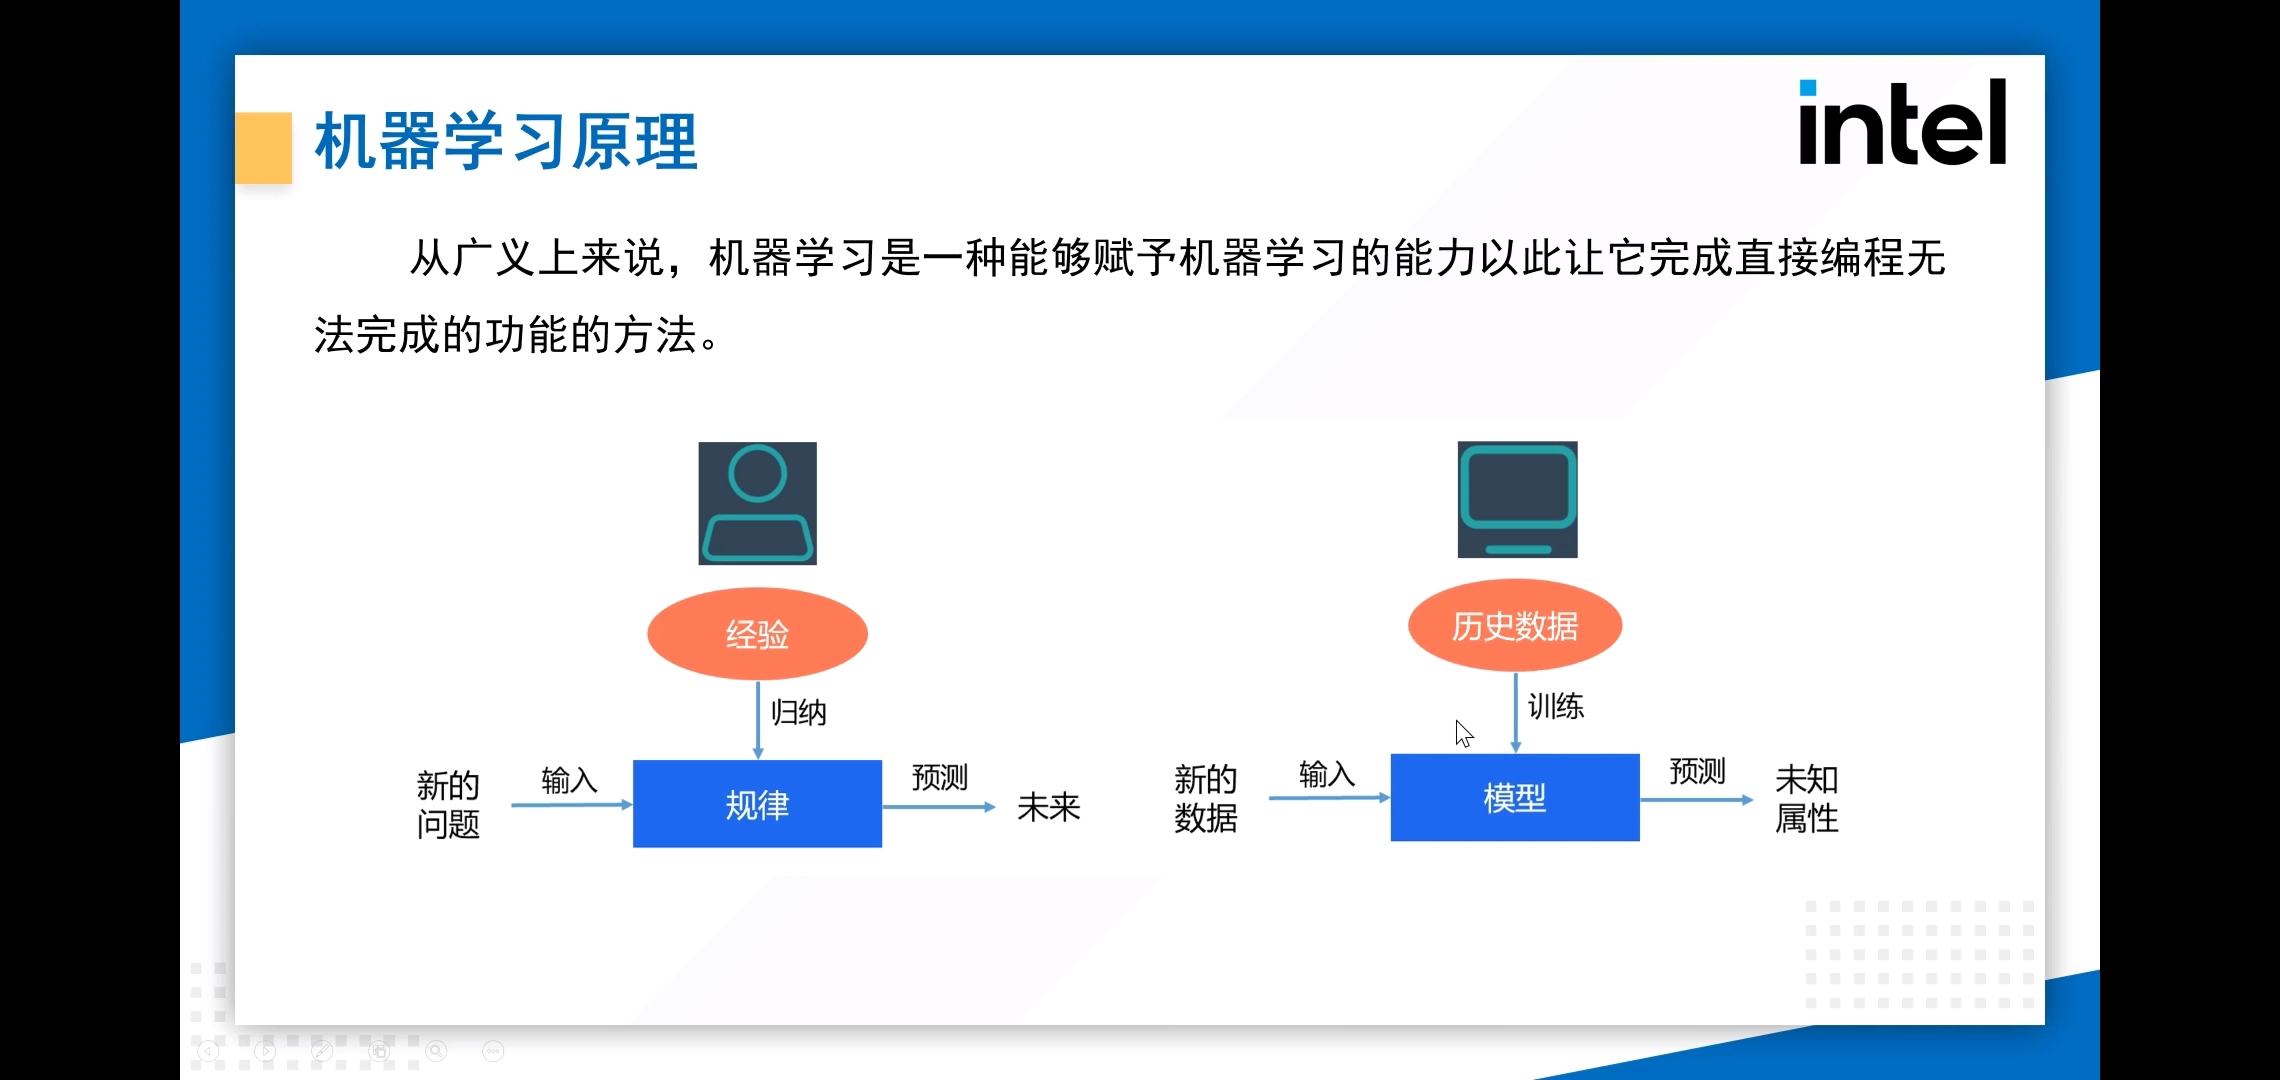 机器学习原理
intel
从广义上来说，机器学习是一种能够赋予机器学习的能力以此让它完成直接编程无
法完成的功能的方法。
经验
归纳
新的
问题
输入
规律
预测
未来
历史数据
训练
新的
数据
输入
模型
预测
未知
属性